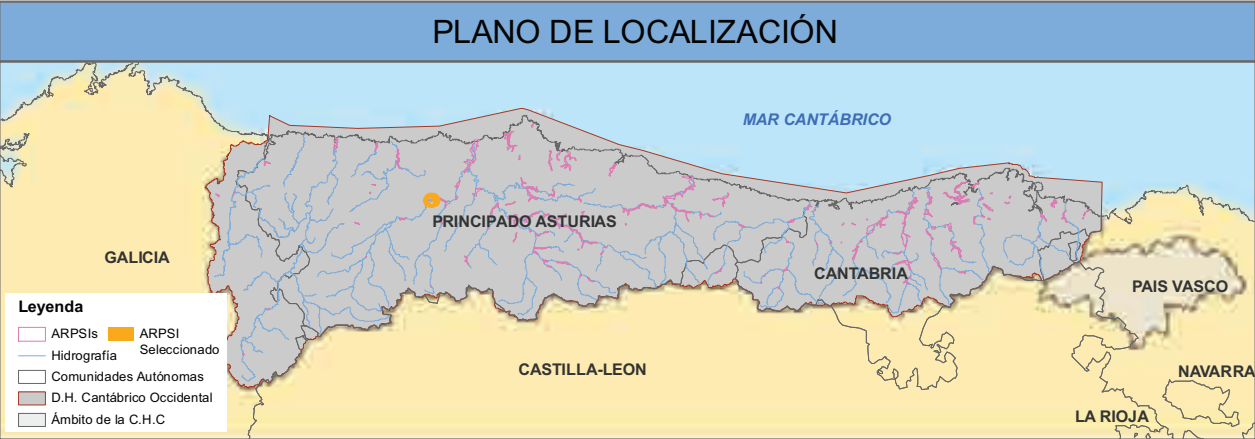 PLANO DE LOCALIZACIÓN
MAR CANTÁBRICO
PRINCIPADO ASTURIAS
GALICIA
CANTABRIA
PAIS VASCO
CASTILLA-LEON
NAVARRA
LA RIOJA
Leyenda
ARPSIs
ARPSI
Seleccionado
Hidrografía
Comunidades Autónomas
D.H. Cantábrico Occidental
Ámbito de la C.H.C